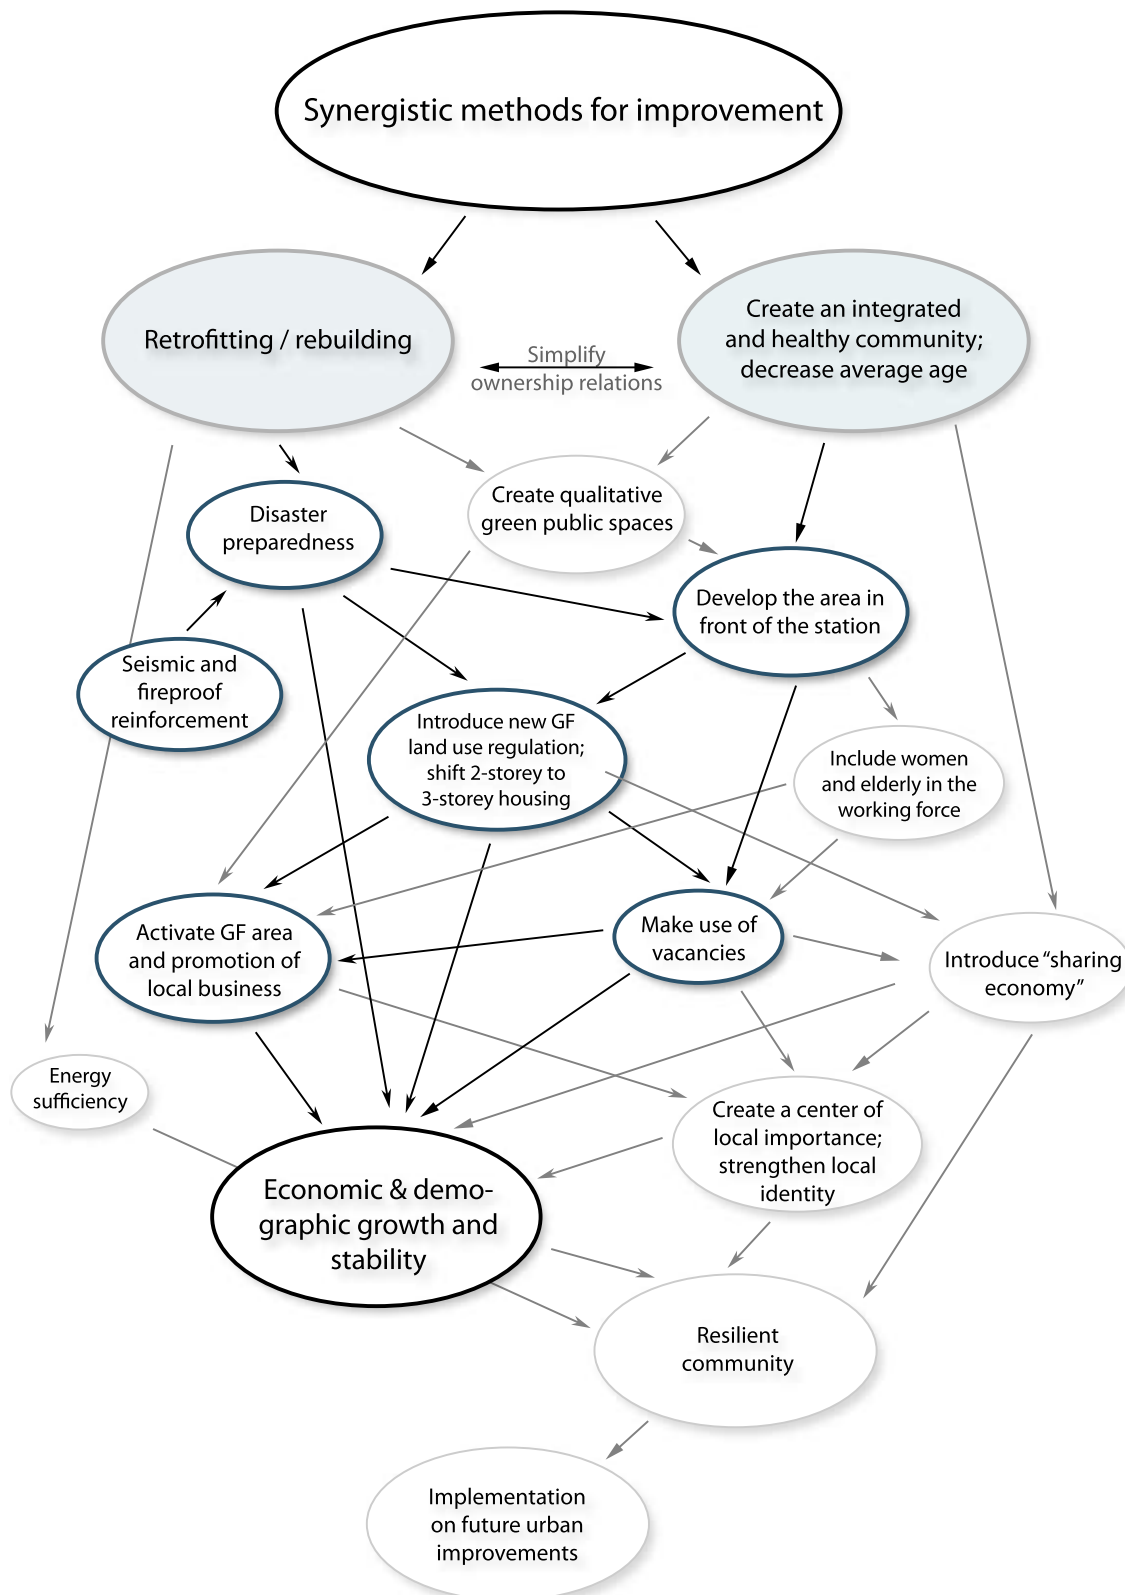 Synergistic methods for improvement
Retrofitting / rebuilding
Create an integrated
and healthy community;
decrease average age
Simplify
ownership relations
Create qualitative
green public spaces
Disaster
preparedness
Develop the area in
front of the station
Seismic and
fireproof
reinforcement
Introduce new GF
land use regulation;
shift 2-storey to
3-storey housing
Include women
and elderly in the
working force
Activate GF area
and promotion of
local business
Make use of
vacancies
Introduce “sharing
economy”
Energy
sufficiency
Create a center of
local importance;
strengthen local
identity
Economic & demo-
graphic growth and
stability
Resilient
community
Implementation
on future urban
improvements